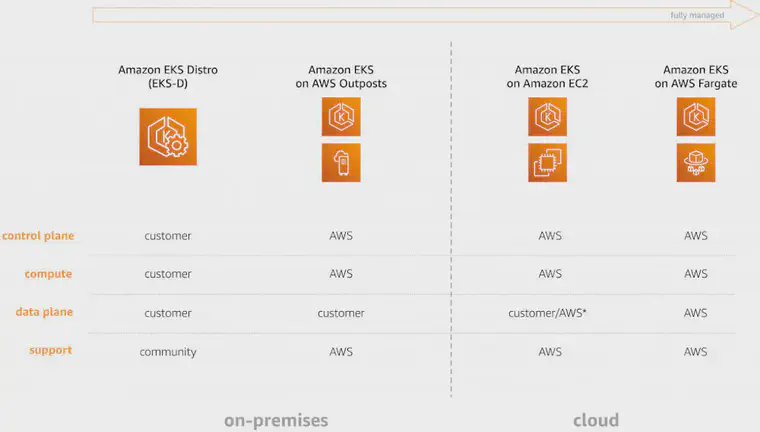 fully managed
Amazon EKS Distro
(EKS-D)
Amazon EKS
on AWS Outposts
Amazon EKS
on Amazon EC2
Amazon EKS
on AWS Fargate
control plane customer AWS AWS AWS
compute customer AWS AWS AWS
data plane customer customer customer/AWS* AWS
support community AWS AWS AWS
on-premises cloud